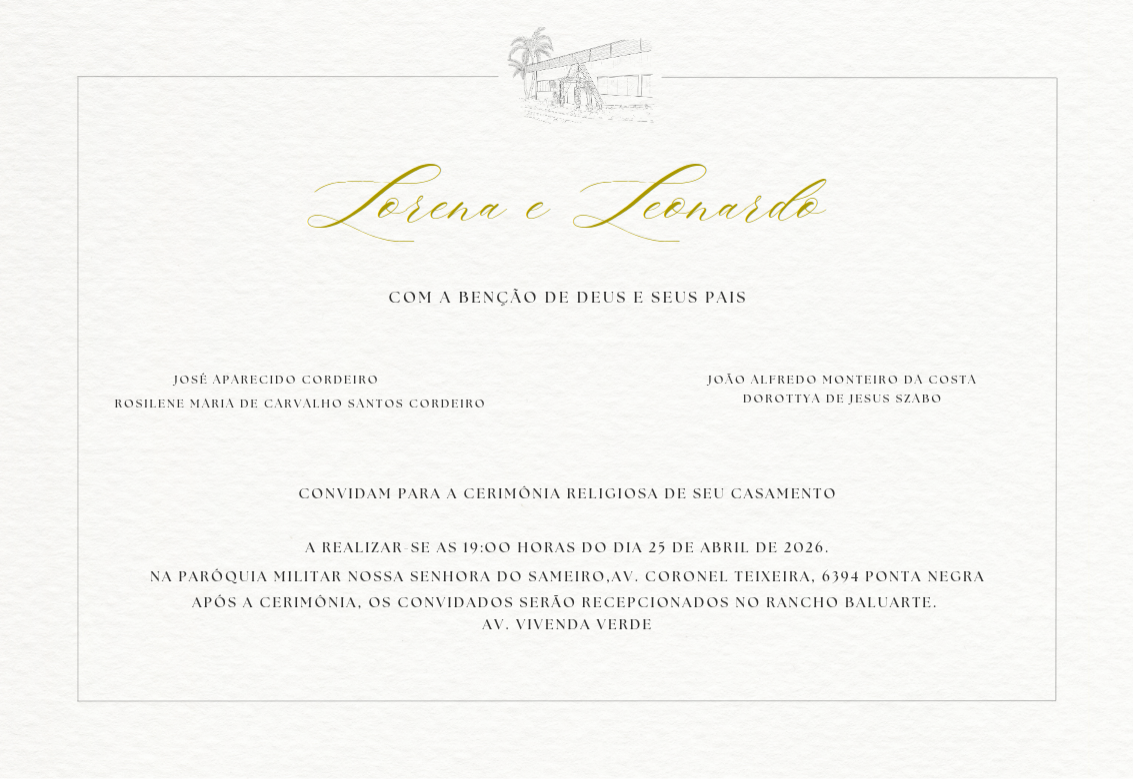 Lorena e Leonardo
COM A BENÇÃO DE DEUS E SEUS PAIS
JOSÉ APARECIDO CORDEIRO
ROSILENE MARIA DE CARVALHO SANTOS CORDEIRO
JOÃO ALFREDO MONTEIRO DA COSTA
DOROTTYA DE JESUS SZABO
CONVIDAM PARA A CERIMÔNIA RELIGIOSA DE SEU CASAMENTO
A REALIZAR-SE AS 19:00 HORAS DO DIA 25 DE ABRIL DE 2026.
NA PARÓQUIA MILITAR NOSSA SENHORA DO SAMEIRO,AV. CORONEL TEIXEIRA, 6394 PONTA NEGRA
APÓS A CERIMÔNIA, OS CONVIDADOS SERÃO RECEPCIONADOS NO RANCHO BALUARTE.
AV. VIVENDA VERDE